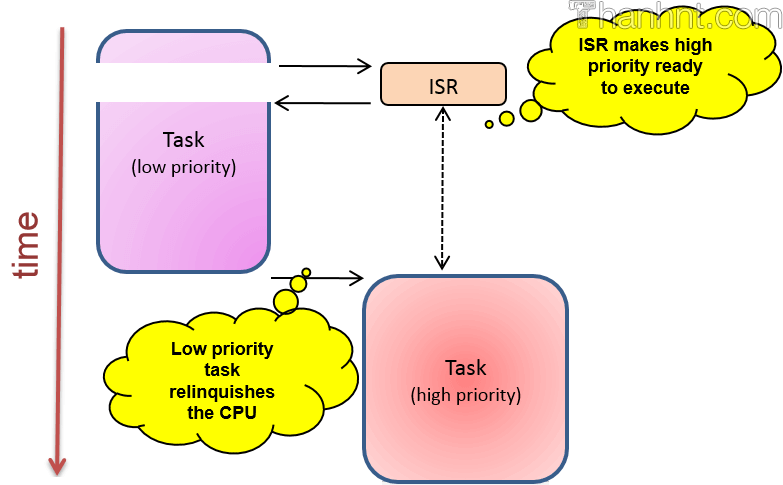 Thanhnt.com
ISR makes high
priority ready
to execute
ISR
Task
(low priority)
time
Low priority
task
relinquishes
the CPU
Task
(high priority)